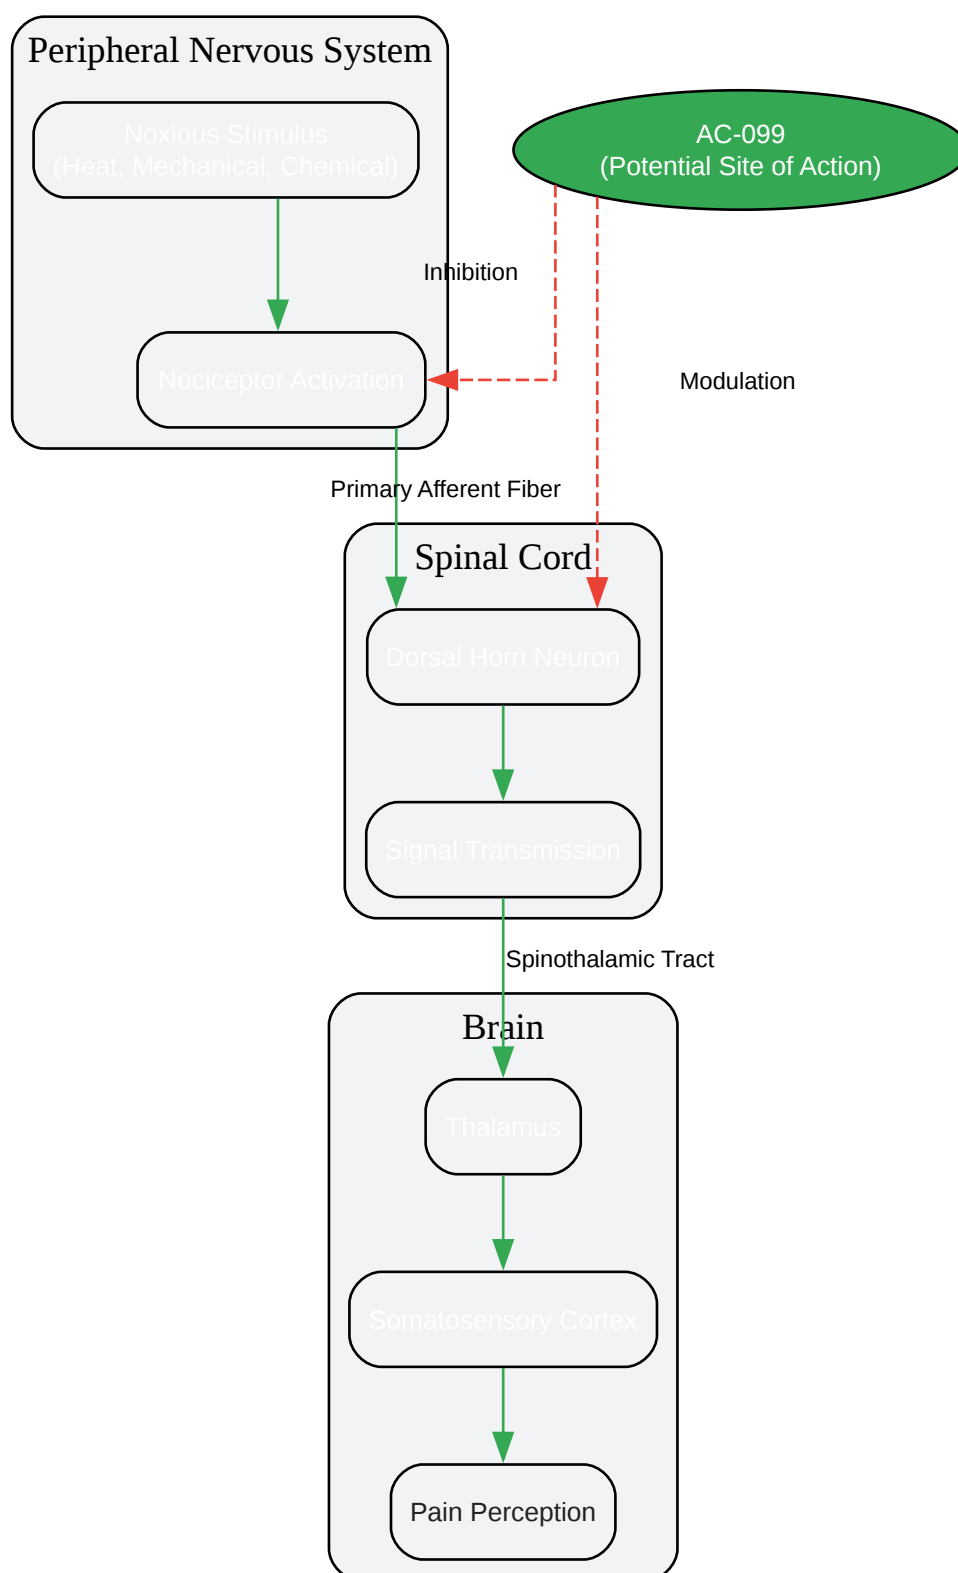 Peripheral Nervous System
Noxious Stimulus
(Heat, Mechanical, Chemical)
AC-099
(Potential Site of Action)
Inhibition
Nociceptor Activation
Modulation
Primary Afferent Fiber
Spinal Cord
Dorsal Horn Neuron
Signal Transmission
Spinothalamic Tract
Brain
Thalamus
Somatosensory Cortex
Pain Perception